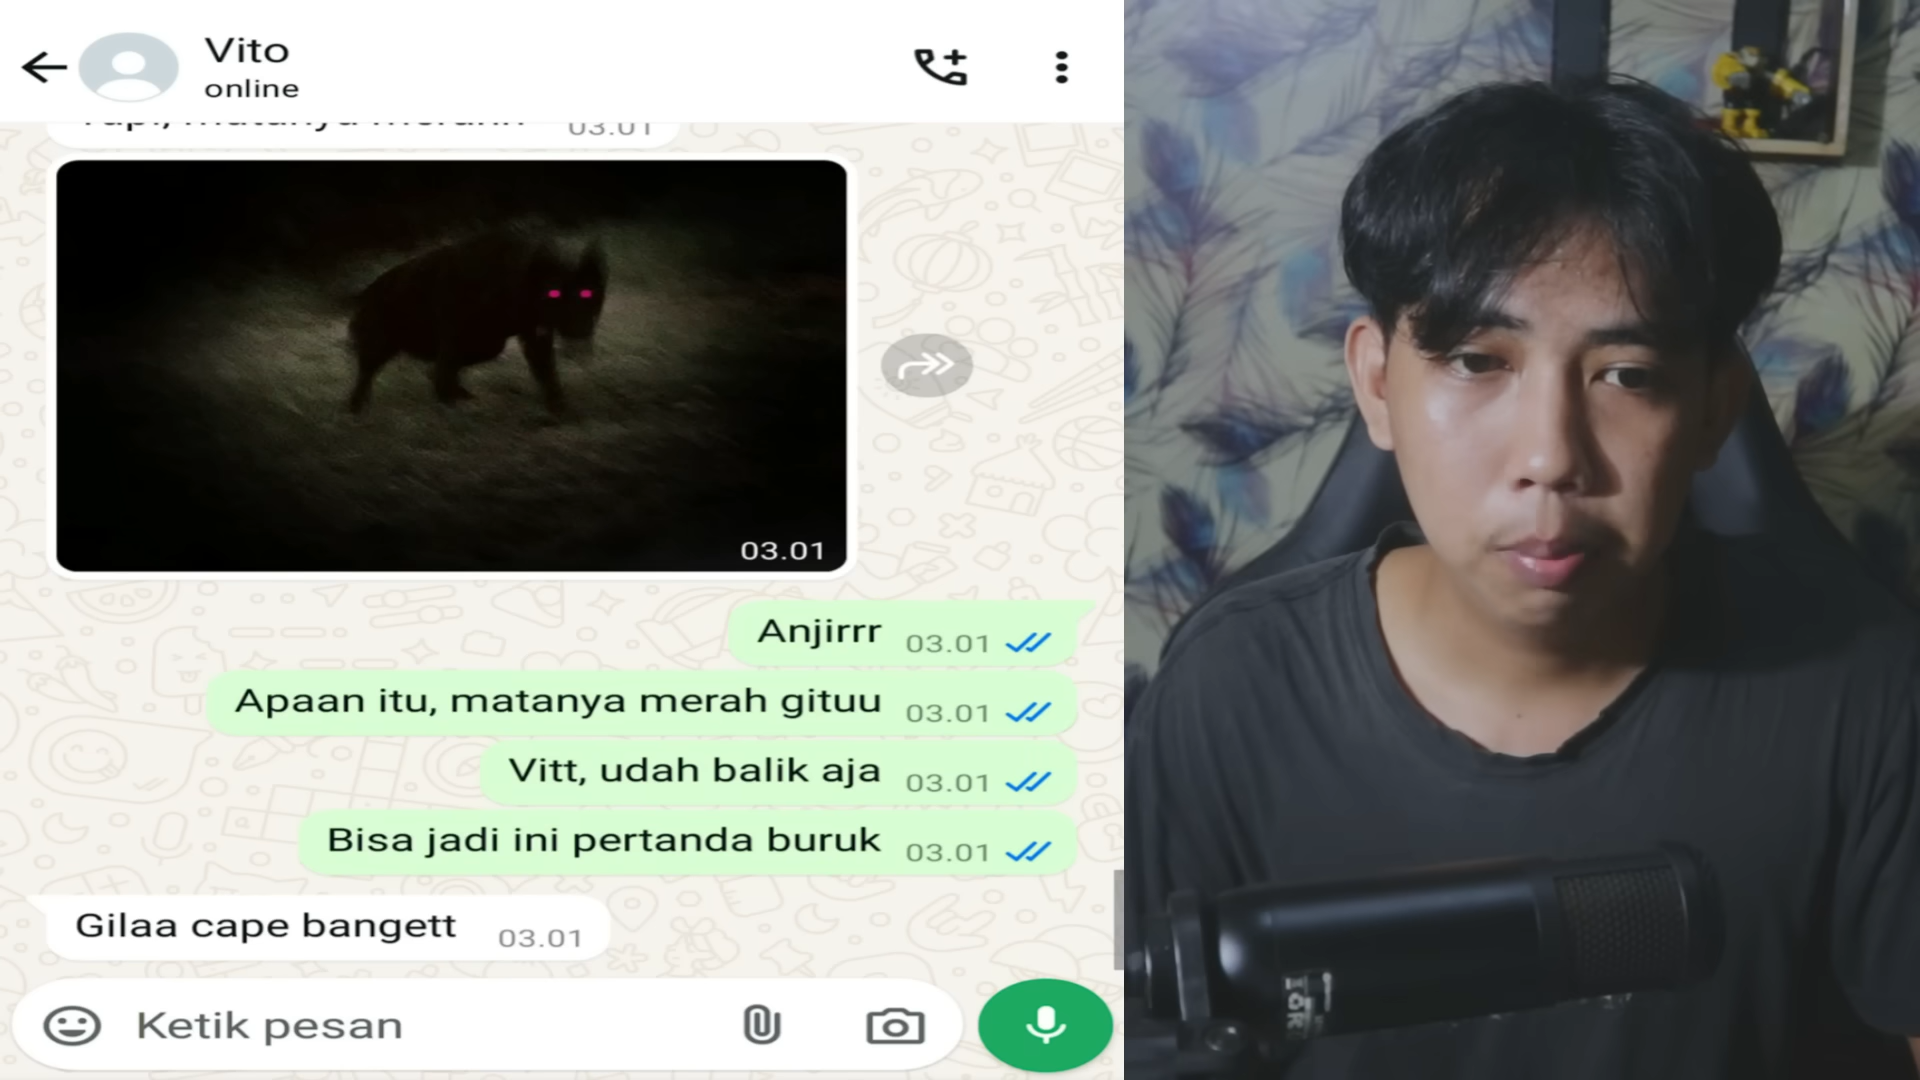 Vito
online
03.01
03.01
Anjirrr 03.01
Apaan itu, matanya merah gituu 03.01
Vitt, udah balik aja 03.01
Bisa jadi ini pertanda buruk 03.01
Gilaa cape bangett 03.01
Ketik pesan